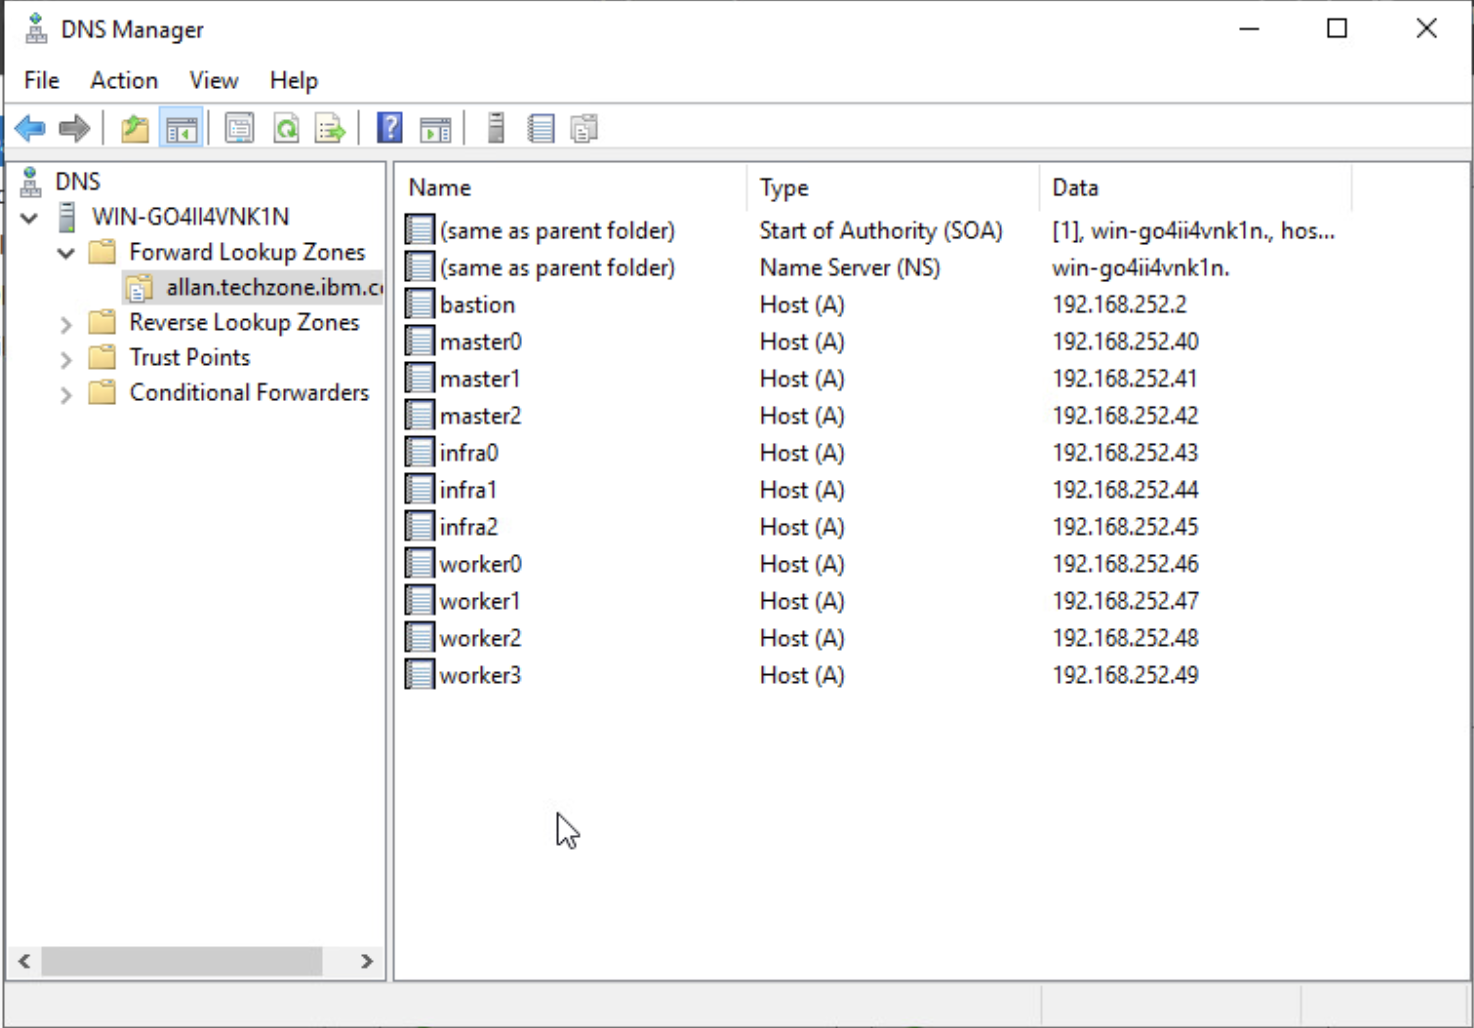 DNS Manager
File Action View Help
DNS
WIN-GO4II4VNK1N
Forward Lookup Zones
allan.techzone.ibm.c
Reverse Lookup Zones
Trust Points
Conditional Forwarders
Name Type Data
(same as parent folder) Start of Authority (SOA) [1], win-go4ii4vnk1n., hos...
(same as parent folder) Name Server (NS) win-go4ii4vnk1n.
bastion Host (A) 192.168.252.2
master0 Host (A) 192.168.252.40
master1 Host (A) 192.168.252.41
master2 Host (A) 192.168.252.42
infra0 Host (A) 192.168.252.43
infra1 Host (A) 192.168.252.44
infra2 Host (A) 192.168.252.45
worker0 Host (A) 192.168.252.46
worker1 Host (A) 192.168.252.47
worker2 Host (A) 192.168.252.48
worker3 Host (A) 192.168.252.49